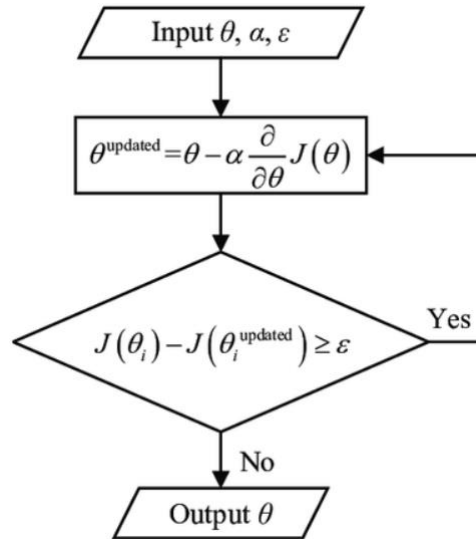 Input θ, α, ε
θ^updated = θ − α ∂/∂θ J(θ)
J(θ_i) − J(θ_i^updated) ≥ ε
Yes
No
Output θ